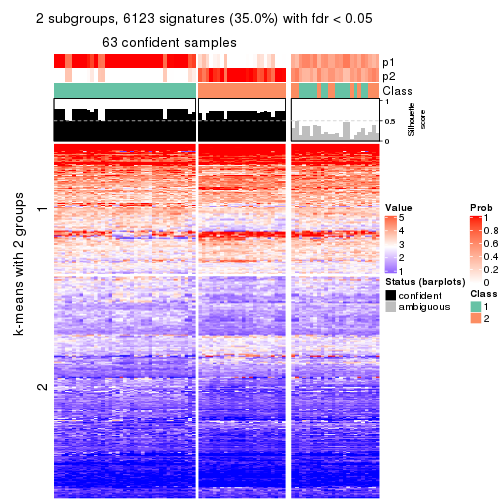 2 subgroups, 6123 signatures (35.0%) with fdr < 0.05
63 confident samples
p1
p2
Class
1
0.5
0
Silhouette
score
k-means with 2 groups
1
2
Value
5
4
3
2
1
Status (barplots)
confident
ambiguous
Prob
1
0.8
0.6
0.4
0.2
0
Class
1
2